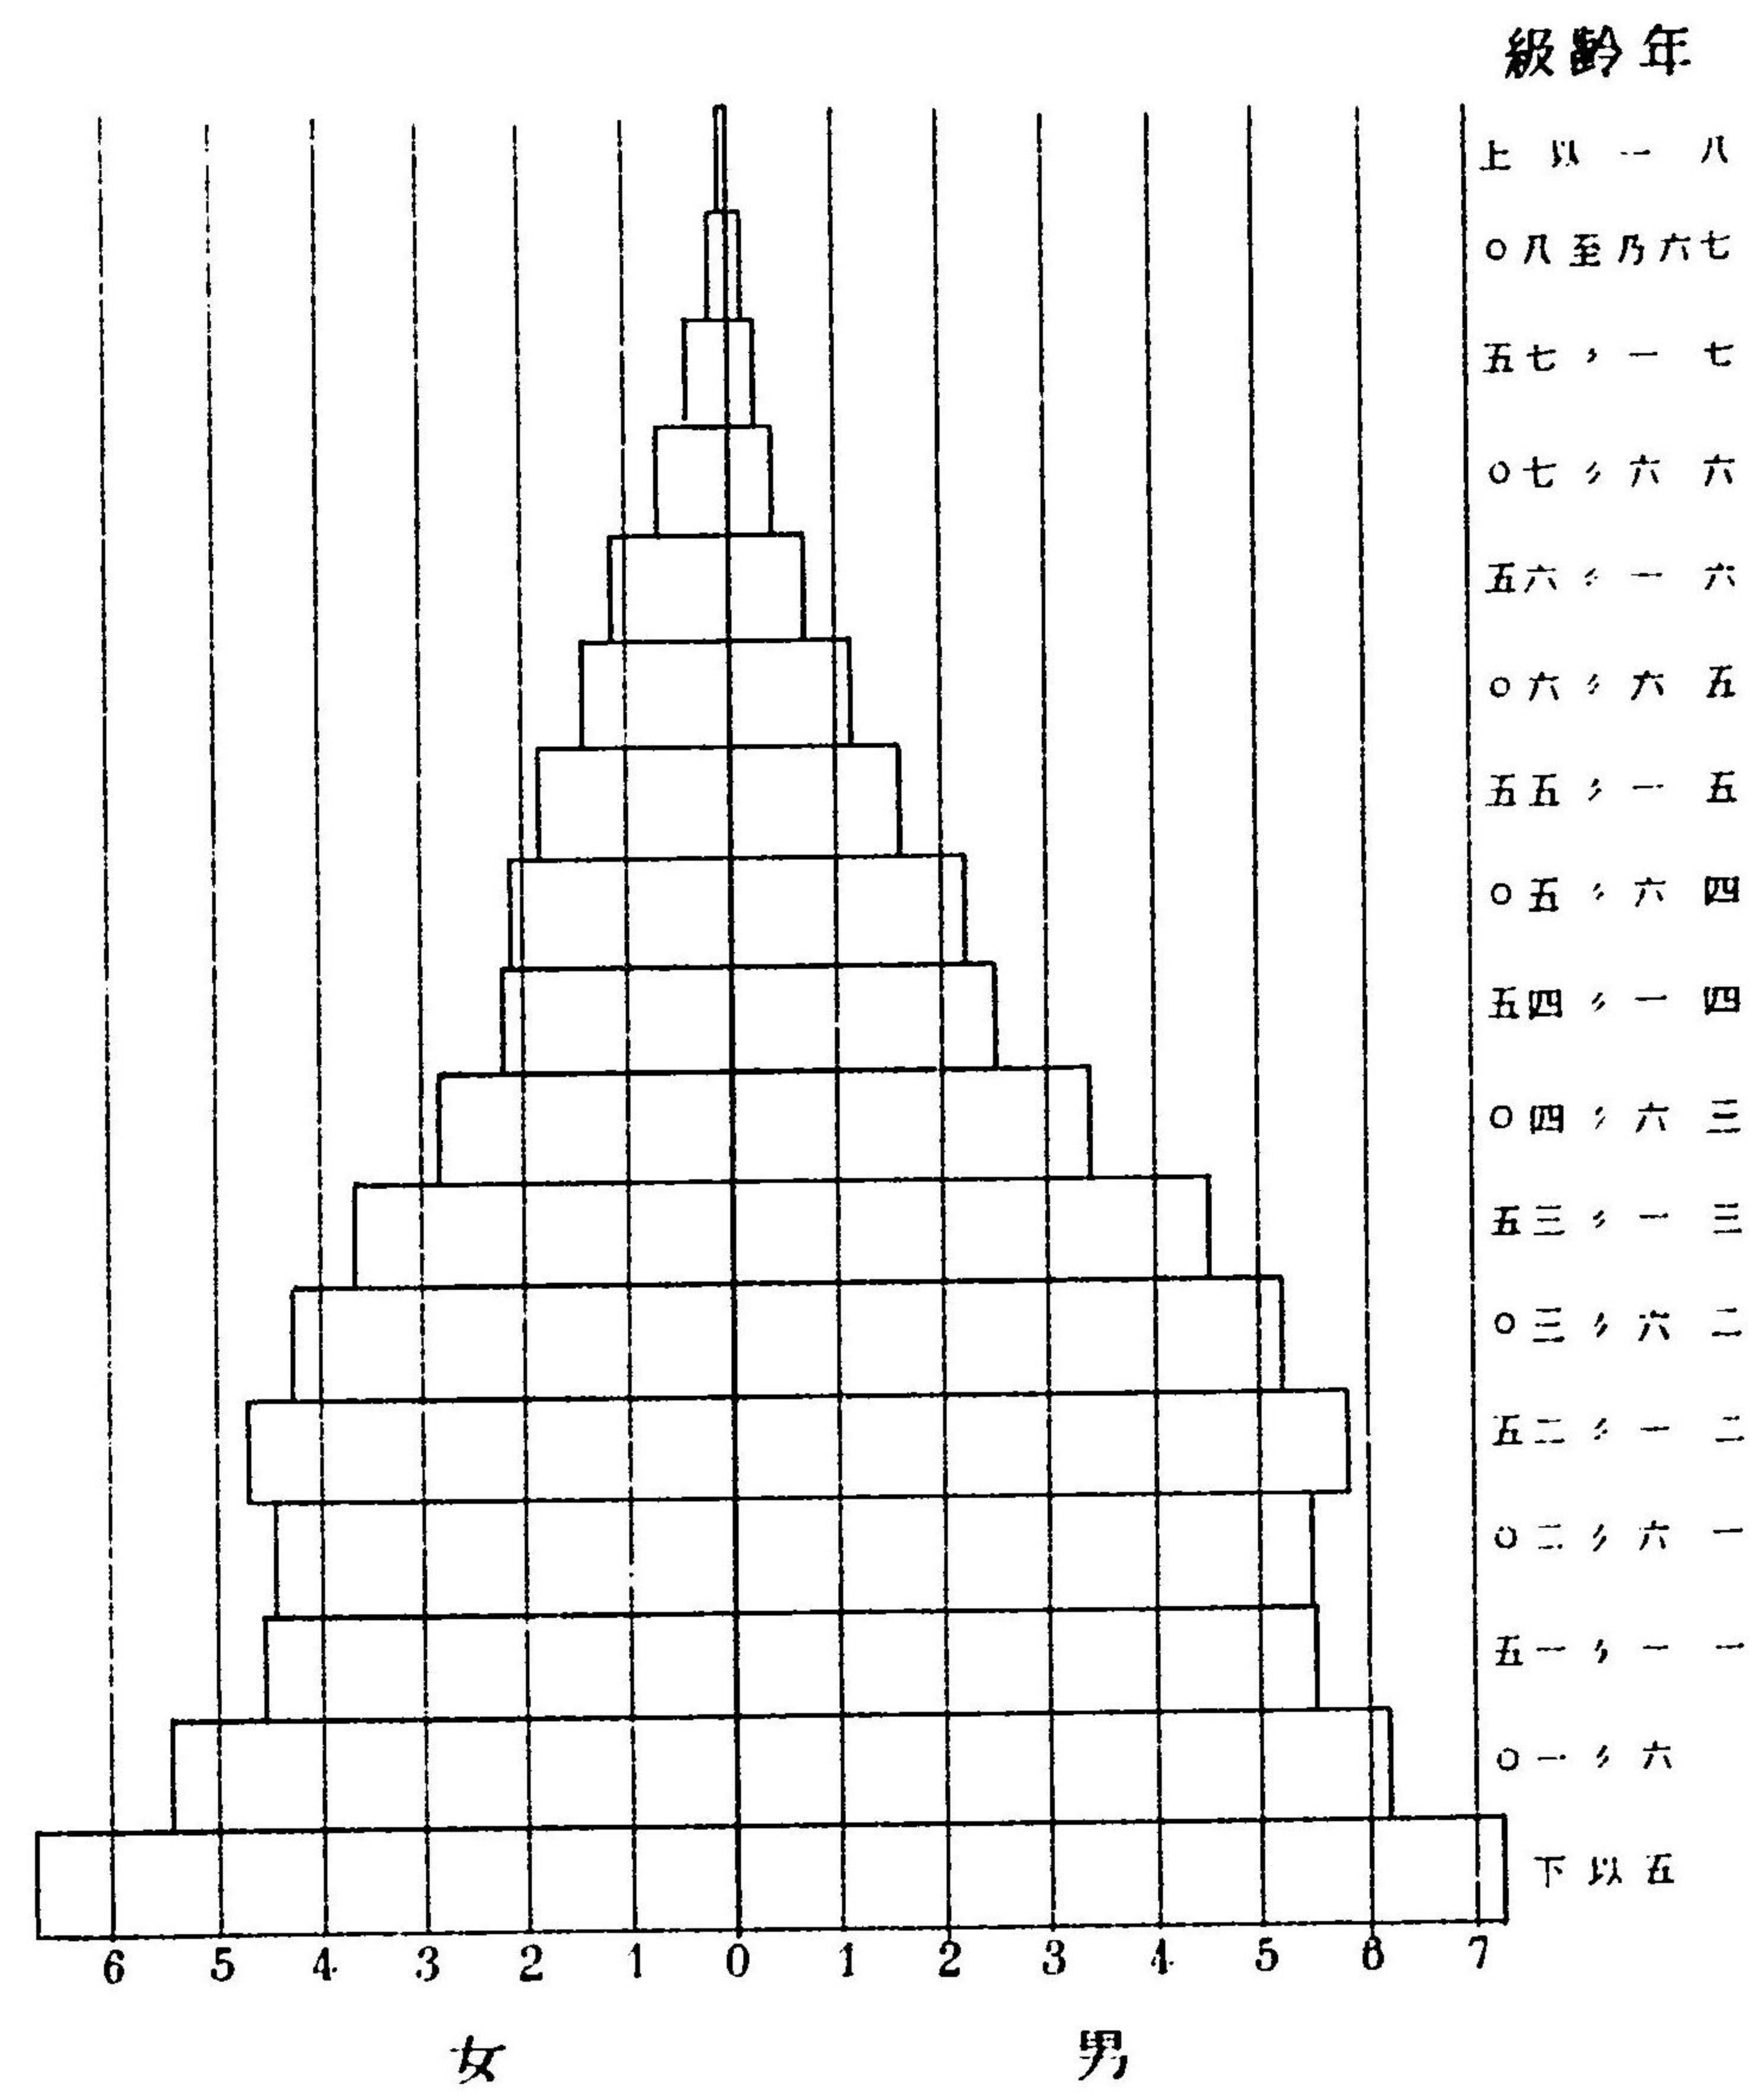 年齡級
八一以上
七六乃至八〇
七一〃七五
六六〃七〇
六一〃六五
五六〃六〇
五一〃五五
四六〃五〇
四一〃四五
三六〃四〇
三一〃三五
二六〃三〇
二一〃二五
一六〃二〇
一一〃一五
六〃一〇
五以下
6 5 4 3 2 1 0 1 2 3 4 5 6 7
女 男